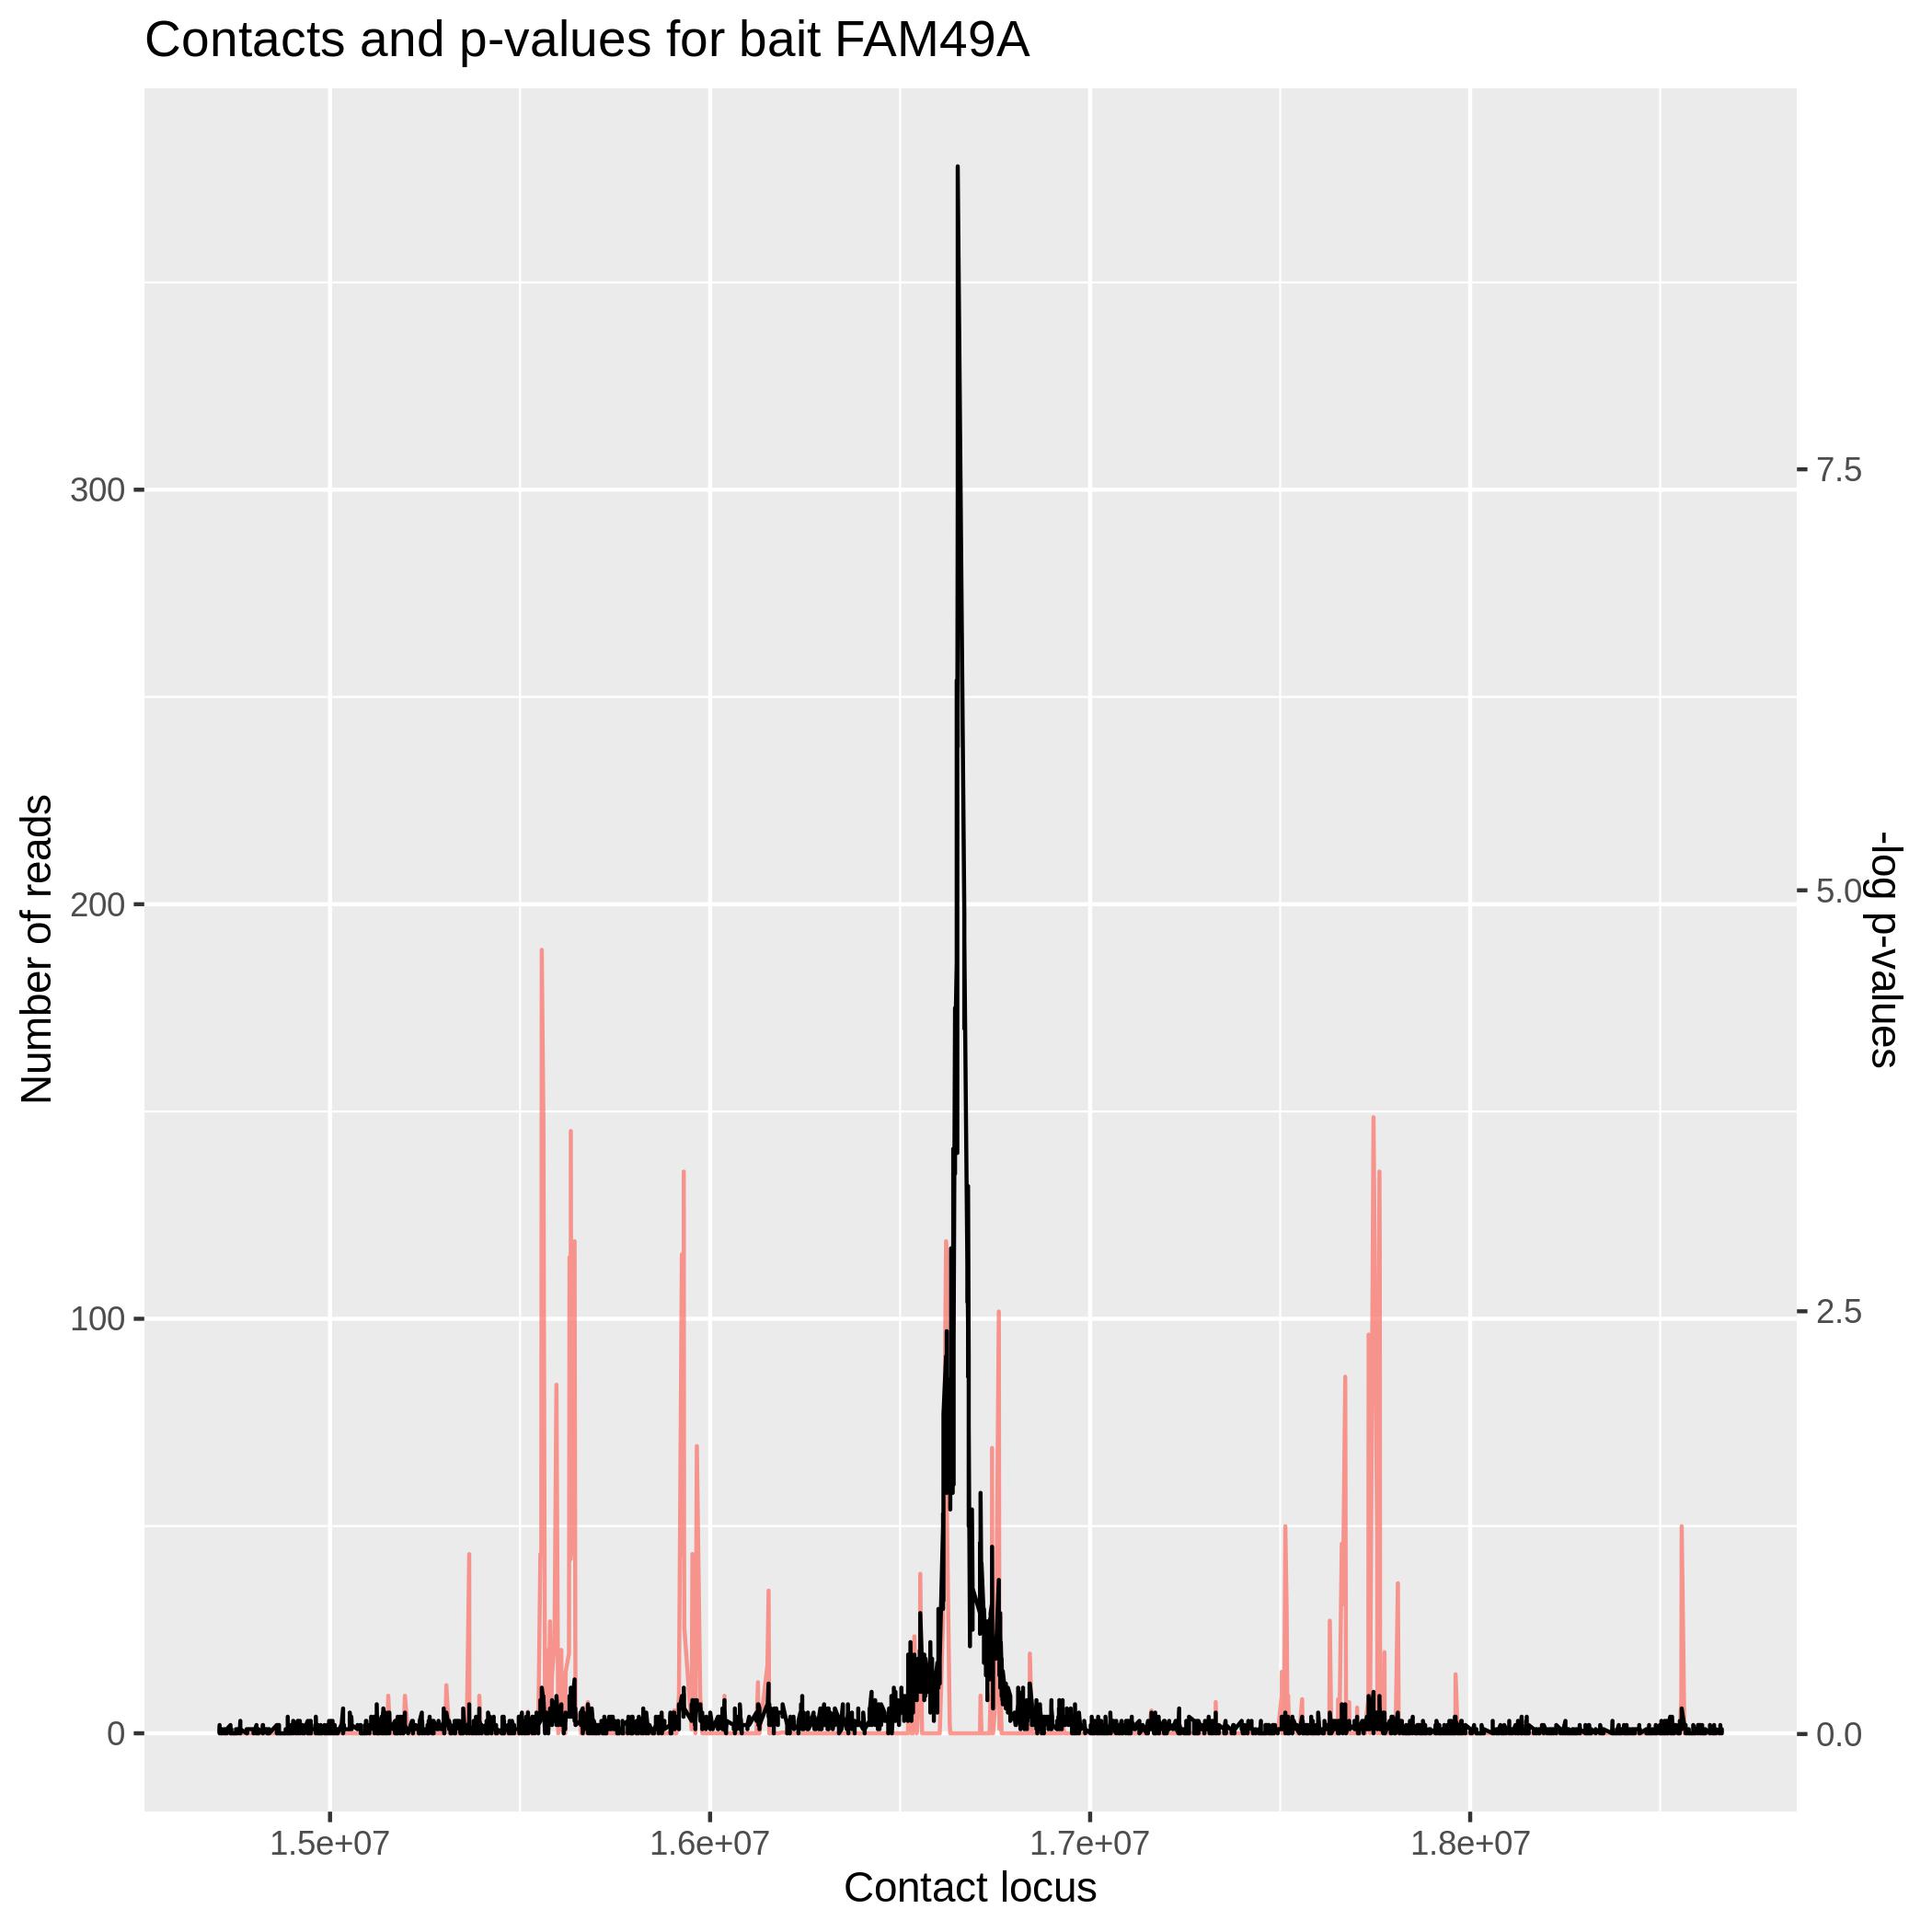 Contacts and p-values for bait FAM49A
300
200
100
0
7.5
5.0
2.5
0.0
Number of reads
-log p-values
1.5e+07
1.6e+07
1.7e+07
1.8e+07
Contact locus